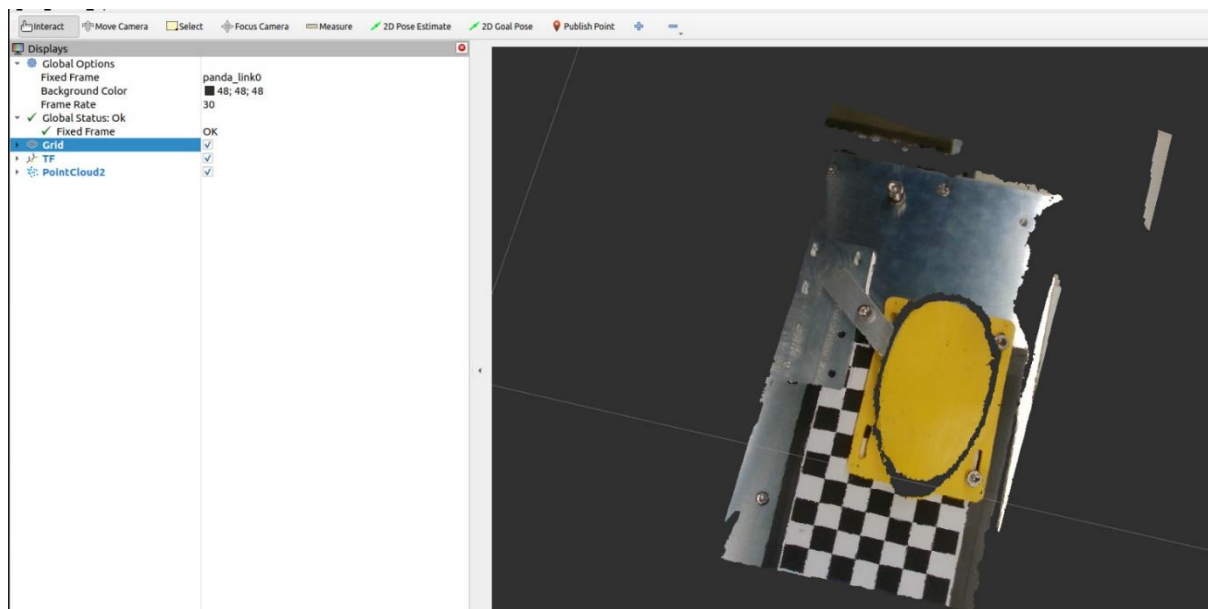 Interact Move Camera Select Focus Camera Measure 2D Pose Estimate 2D Goal Pose Publish Point
Displays
Global Options
Fixed Frame panda_link0
Background Color 48; 48; 48
Frame Rate 30
Global Status: Ok
Fixed Frame OK
Grid
TF
PointCloud2